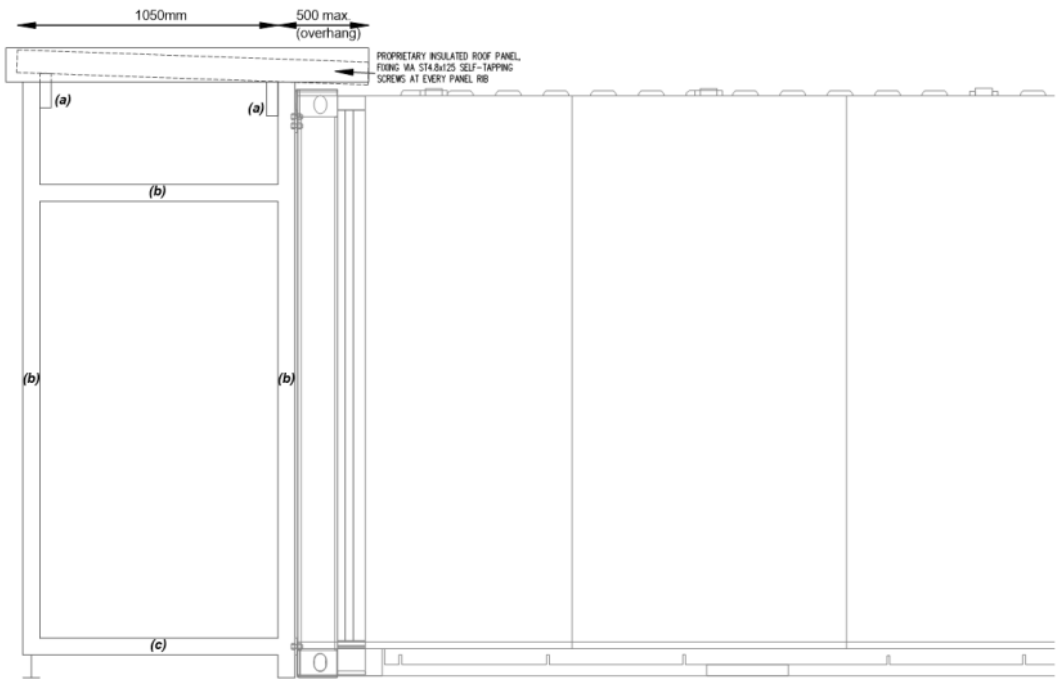 1050mm
500 max.
(overhang)
PROPRIETARY INSULATED ROOF PANEL,
FIXING VIA ST4.8x125 SELF-TAPPING
SCREWS AT EVERY PANEL RIB
(a)
(a)
(b)
(b)
(b)
(c)